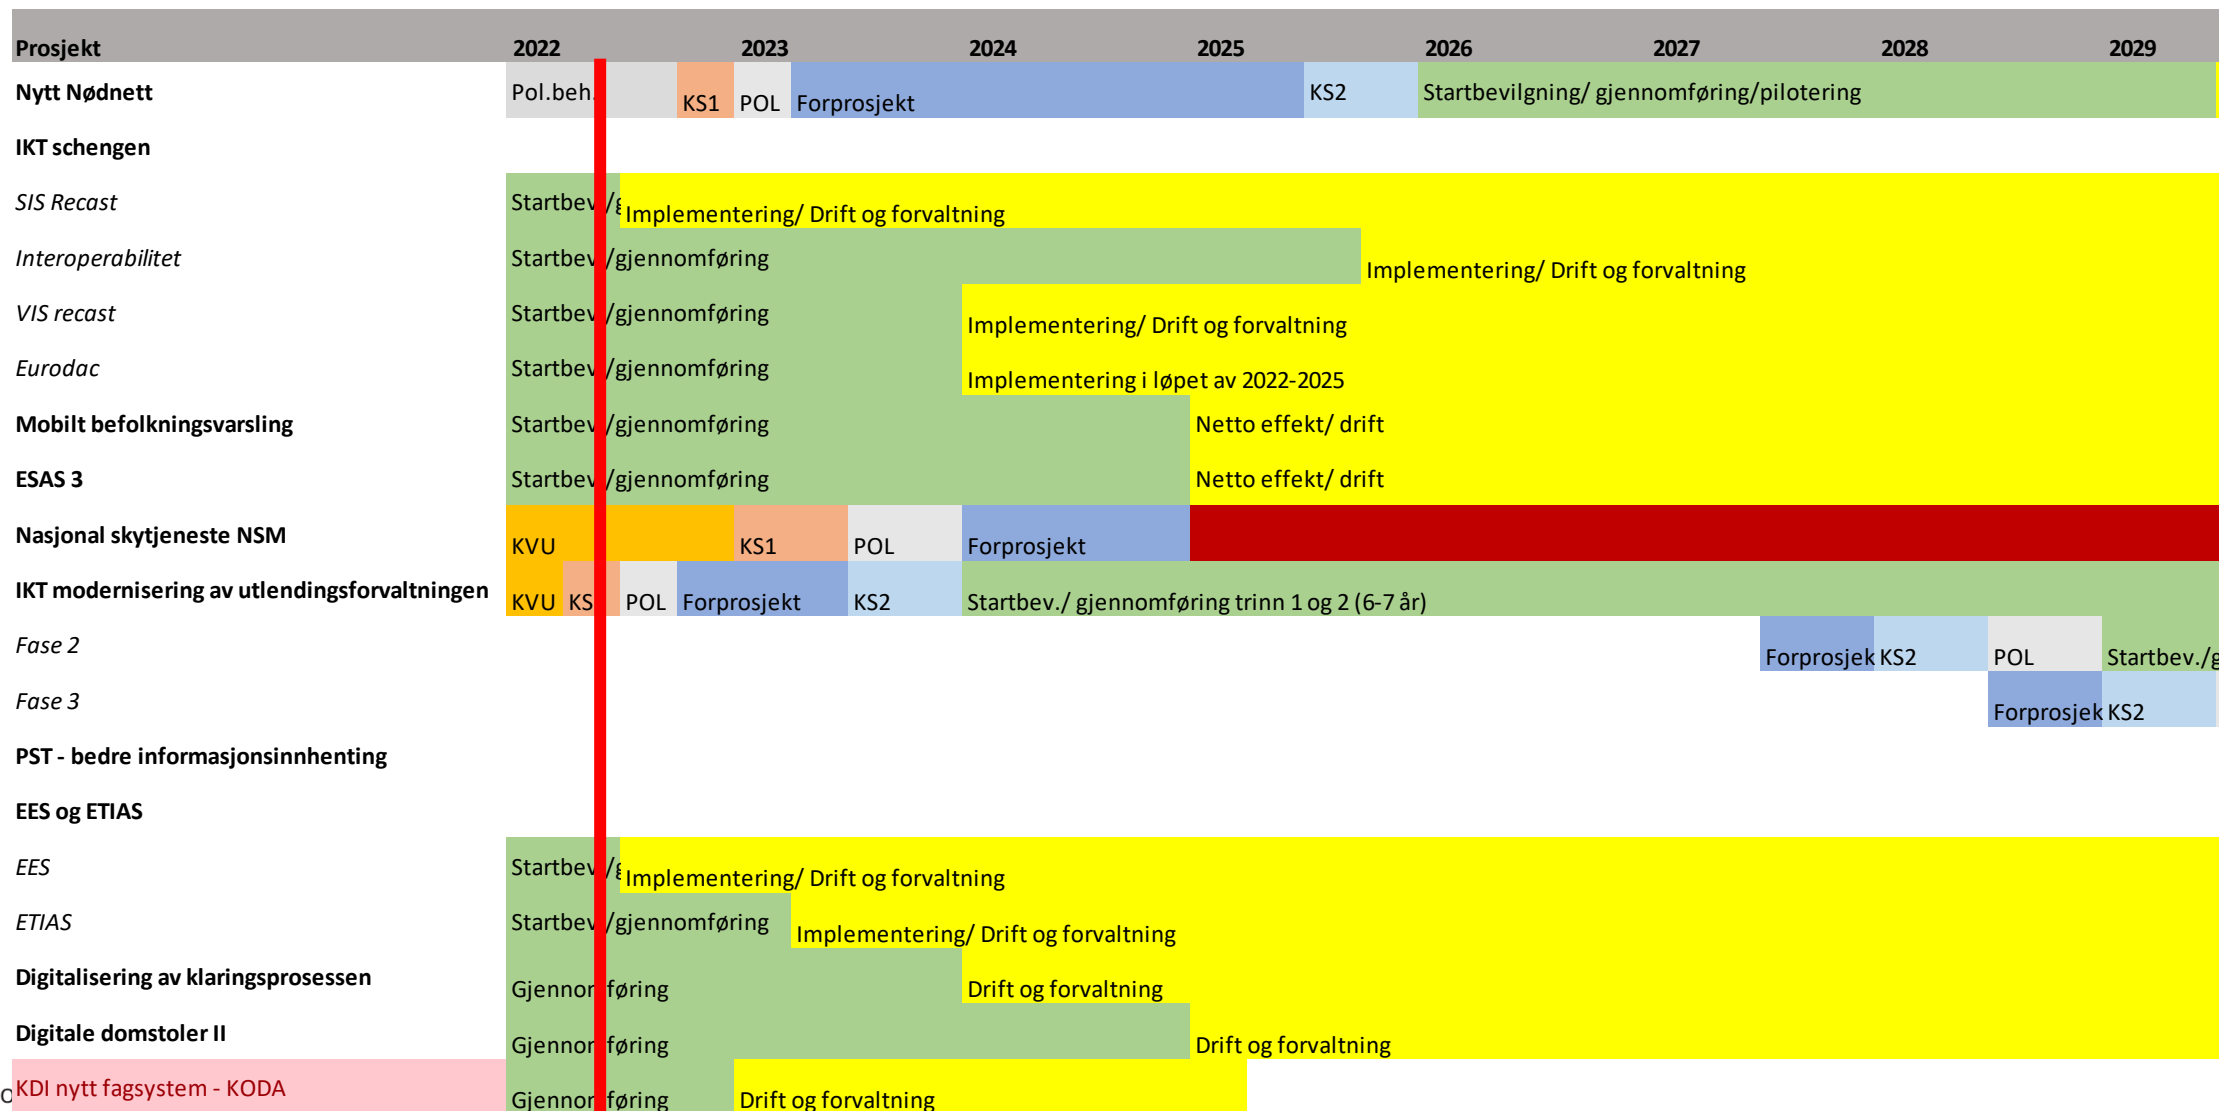 Prosjekt 2022 2023 2024 2025 2026 2027 2028 2029
Nytt Nødnett Pol.beh. KS1 POL Forprosjekt KS2 Startbevilgning/ gjennomføring/pilotering
IKT schengen
SIS Recast Startbev./g Implementering/ Drift og forvaltning
Interoperabilitet Startbev./gjennomføring Implementering/ Drift og forvaltning
VIS recast Startbev./gjennomføring Implementering/ Drift og forvaltning
Eurodac Startbev./gjennomføring Implementering i løpet av 2022-2025
Mobilt befolkningsvarsling Startbev./gjennomføring Netto effekt/ drift
ESAS 3 Startbev./gjennomføring Netto effekt/ drift
Nasjonal skytjeneste NSM KVU KS1 POL Forprosjekt
IKT modernisering av utlendingsforvaltningen KVU KS POL Forprosjekt KS2 Startbev./ gjennomføring trinn 1 og 2 (6-7 år)
Fase 2 Forprosjek KS2 POL Startbev./g
Fase 3 Forprosjek KS2
PST - bedre informasjonsinnhenting
EES og ETIAS
EES Startbev./g Implementering/ Drift og forvaltning
ETIAS Startbev./gjennomføring Implementering/ Drift og forvaltning
Digitalisering av klaringsprosessen Gjennomføring Drift og forvaltning
Digitale domstoler II Gjennomføring Drift og forvaltning
KDI nytt fagsystem - KODA Gjennomføring Drift og forvaltning